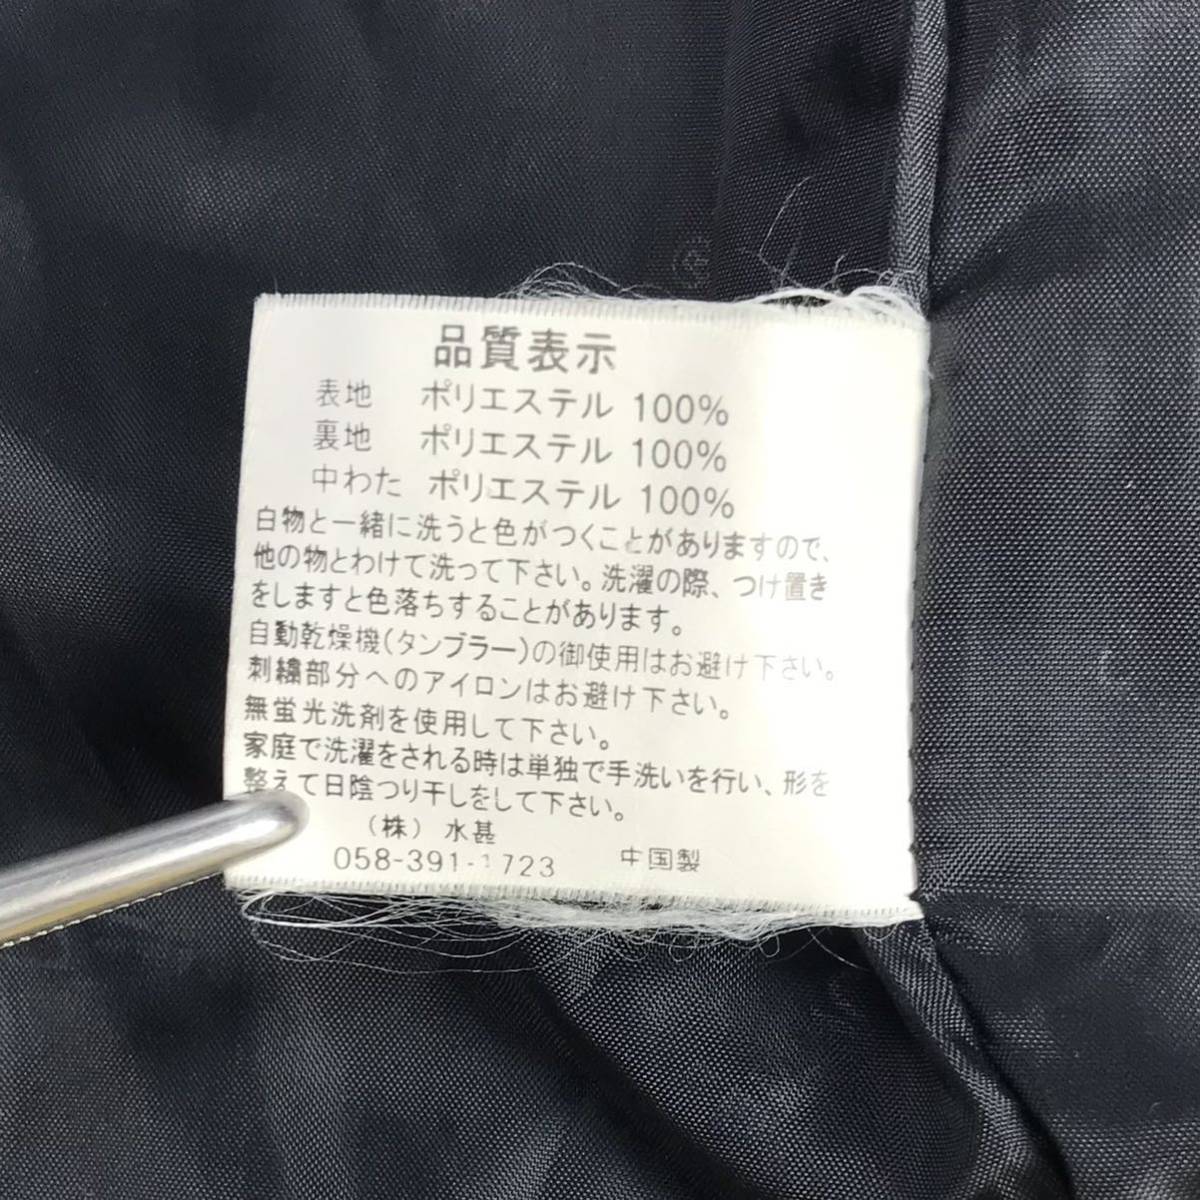 品質表示
表地 ポリエステル 100%
裏地 ポリエステル 100%
中わた ポリエステル 100%
白物と一緒に洗うと色がつくことがありますので、
他の物とわけて洗って下さい。洗濯の際、つけ置き
をしますと色落ちすることがあります。
自動乾燥機(タンブラー)の御使用はお避け下さい。
刺繍部分へのアイロンはお避け下さい。
無蛍光洗剤を使用して下さい。
家庭で洗濯をされる時は単独で手洗いを行い、形を
整えて日陰つり干しをして下さい。
(株) 水甚
058-391-1723 中国製